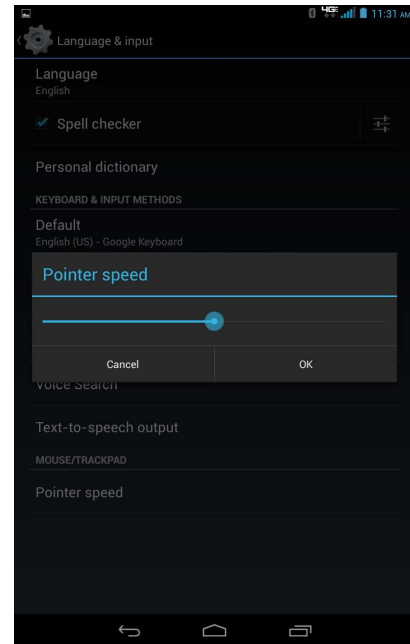 4G 11:31 AM
Language & input
Language
English
Spell checker
Personal dictionary
KEYBOARD & INPUT METHODS
Default
English (US) - Google Keyboard
Pointer speed
Cancel
OK
Voice Search
Text-to-speech output
MOUSE/TRACKPAD
Pointer speed